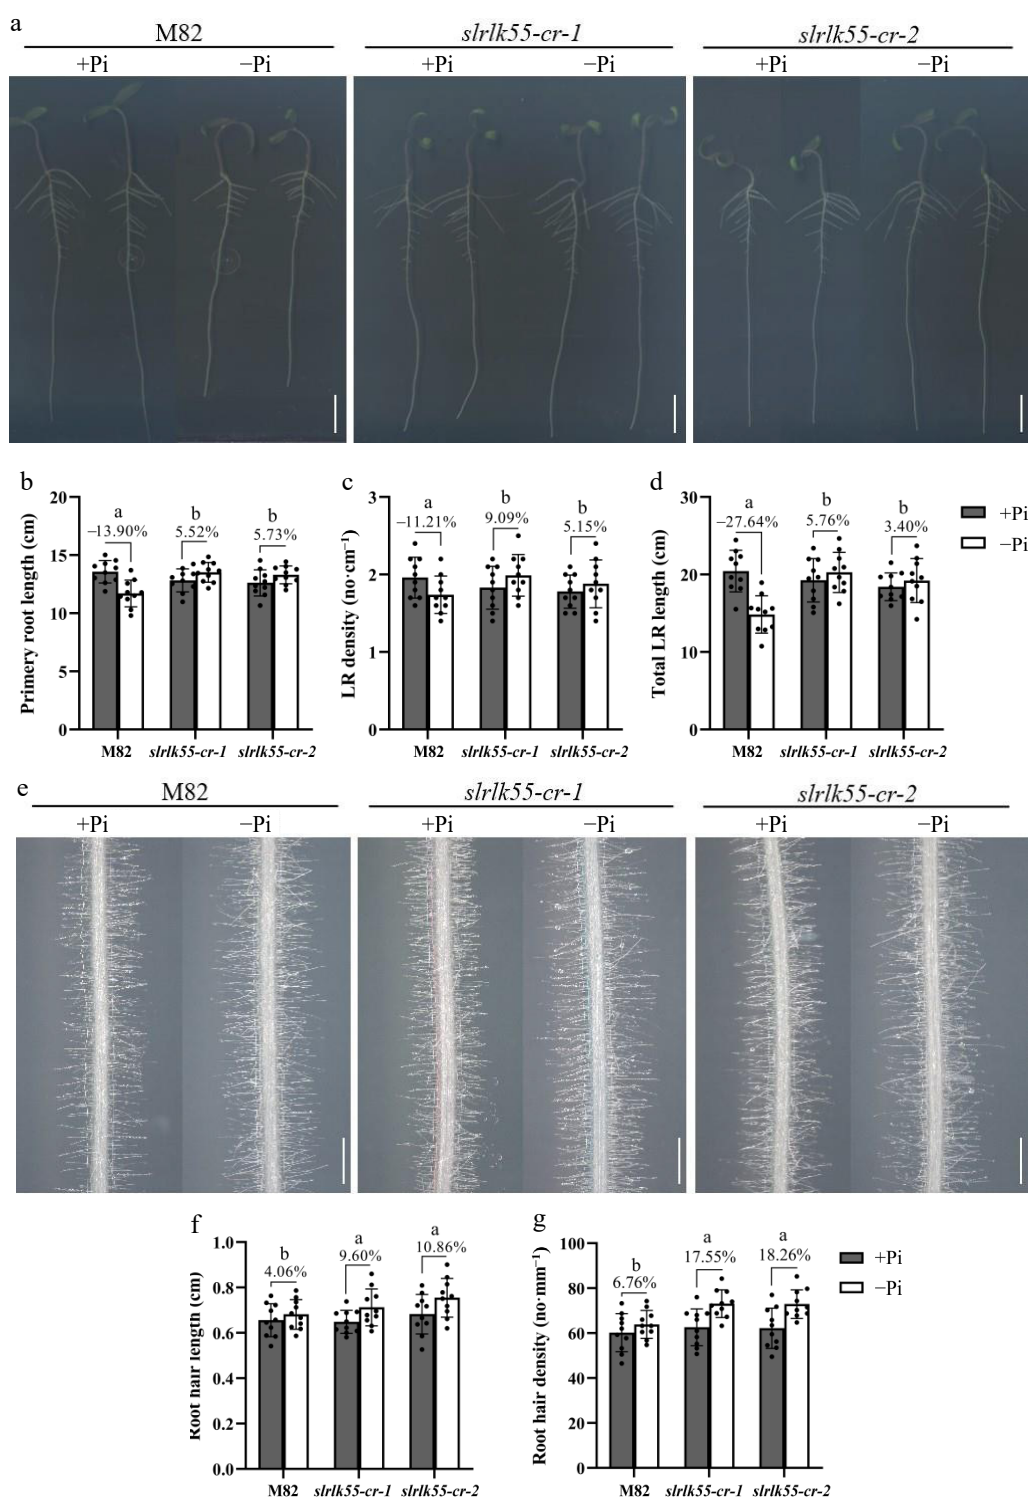 a
M82 slrlk55-cr-1 slrlk55-cr-2
+Pi −Pi +Pi −Pi +Pi −Pi
b
Primery root length (cm)
20
15
10
5
0
a
−13.90%
b
5.52%
b
5.73%
M82 slrlk55-cr-1 slrlk55-cr-2
c
LR density (no·cm⁻¹)
3
2
1
0
a
−11.21%
b
9.09%
b
5.15%
M82 slrlk55-cr-1 slrlk55-cr-2
d
Total LR length (cm)
30
20
10
0
a
−27.64%
b
5.76%
b
3.40%
M82 slrlk55-cr-1 slrlk55-cr-2
+Pi
−Pi
e
M82 slrlk55-cr-1 slrlk55-cr-2
+Pi −Pi +Pi −Pi +Pi −Pi
f
Root hair length (cm)
1.0
0.8
0.6
0.4
0.2
0.0
b
4.06%
a
9.60%
a
10.86%
M82 slrlk55-cr-1 slrlk55-cr-2
g
Root hair density (no·mm⁻¹)
100
80
60
40
20
0
b
6.76%
a
17.55%
a
18.26%
M82 slrlk55-cr-1 slrlk55-cr-2
+Pi
−Pi